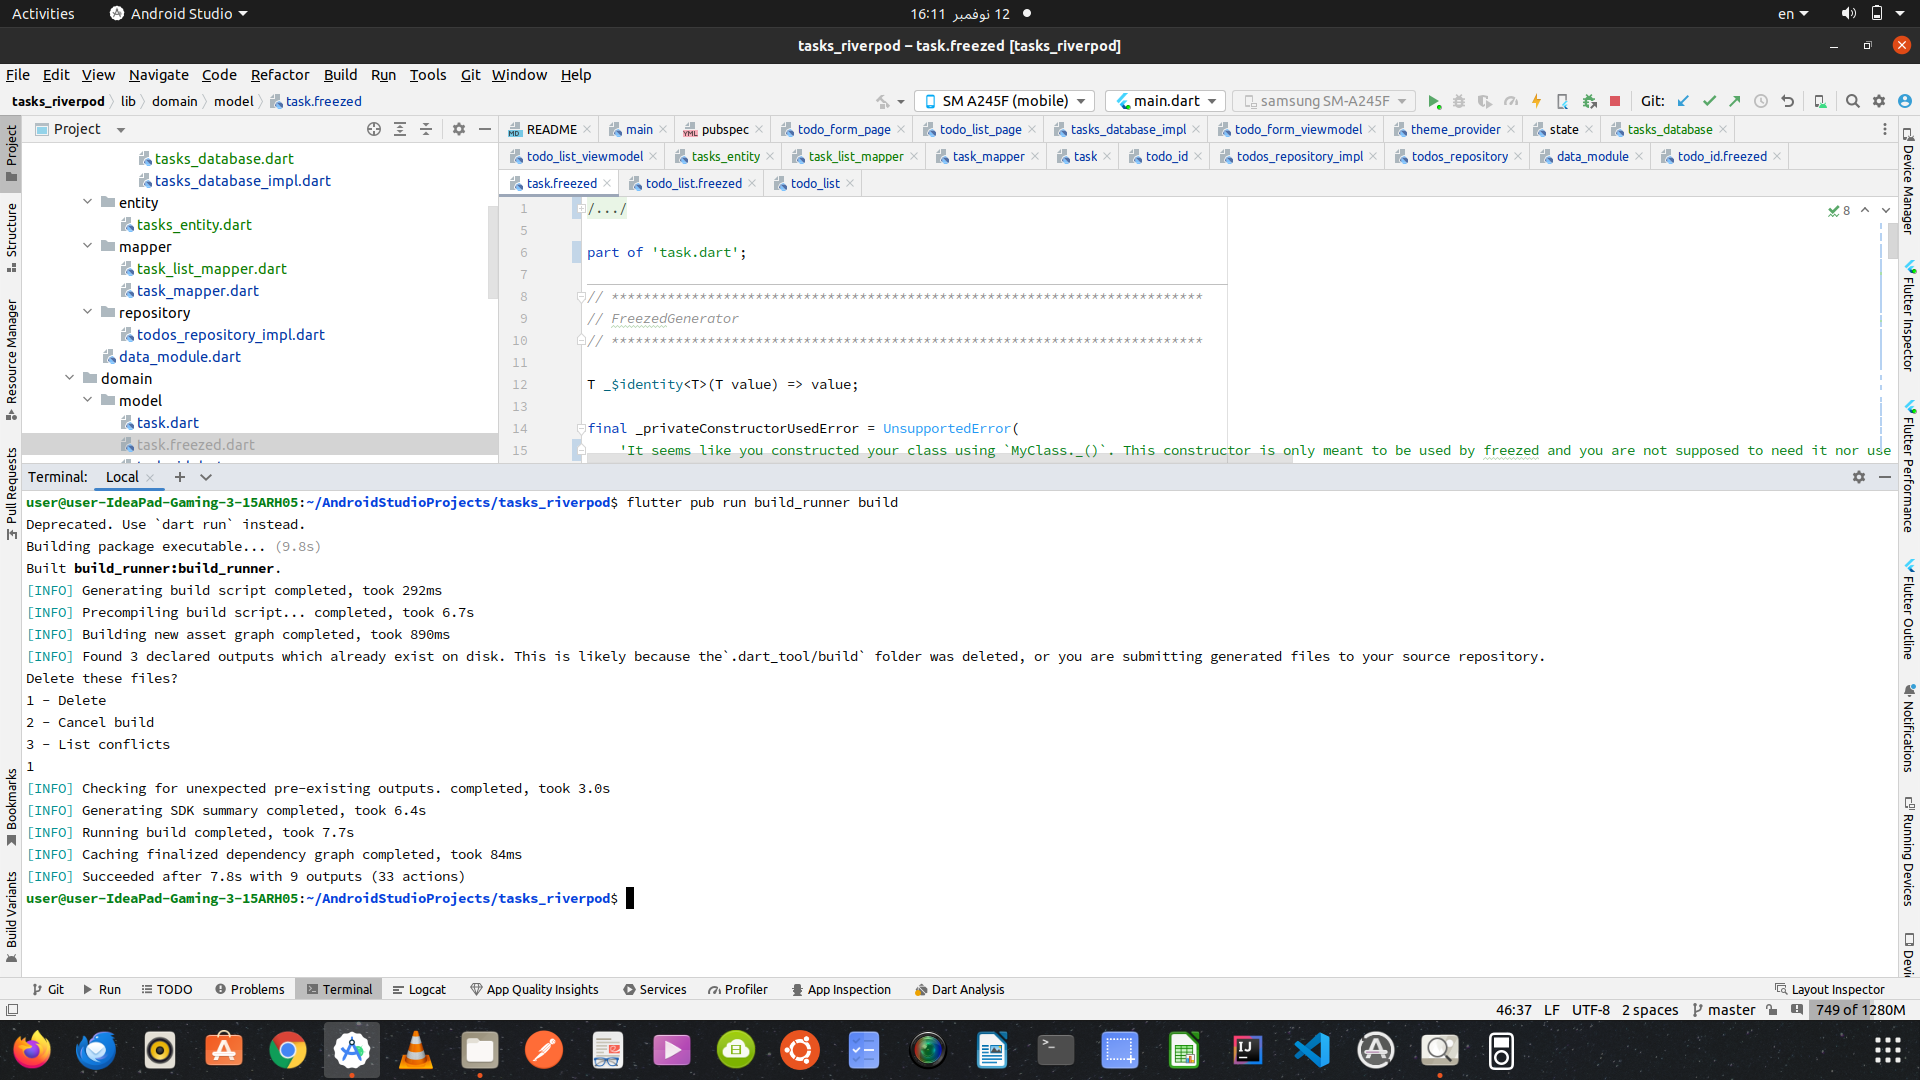 Activities
Android Studio
12 نوفمبر 16:11
en
tasks_riverpod – task.freezed [tasks_riverpod]
File Edit View Navigate Code Refactor Build Run Tools Git Window Help
tasks_riverpod lib domain model task.freezed
SM A245F (mobile)
main.dart
samsung SM-A245F
Git:
Project
README main pubspec todo_form_page todo_list_page tasks_database_impl todo_form_viewmodel theme_provider state tasks_database
todo_list_viewmodel tasks_entity task_list_mapper task_mapper task todo_id todos_repository_impl todos_repository data_module todo_id.freezed
task.freezed todo_list.freezed todo_list
tasks_database.dart
tasks_database_impl.dart
entity
tasks_entity.dart
mapper
task_list_mapper.dart
task_mapper.dart
repository
todos_repository_impl.dart
data_module.dart
domain
model
task.dart
task.freezed.dart
1 /.../
5
6 part of 'task.dart';
7
8 // **************************************************************************
9 // FreezedGenerator
10 // **************************************************************************
11
12 T _$identity<T>(T value) => value;
13
14 final _privateConstructorUsedError = UnsupportedError(
15 'It seems like you constructed your class using `MyClass._()`. This constructor is only meant to be used by freezed and you are not supposed to need it nor use
8
Terminal: Local
user@user-IdeaPad-Gaming-3-15ARH05:~/AndroidStudioProjects/tasks_riverpod$ flutter pub run build_runner build
Deprecated. Use `dart run` instead.
Building package executable... (9.8s)
Built build_runner:build_runner.
[INFO] Generating build script completed, took 292ms
[INFO] Precompiling build script... completed, took 6.7s
[INFO] Building new asset graph completed, took 890ms
[INFO] Found 3 declared outputs which already exist on disk. This is likely because the`.dart_tool/build` folder was deleted, or you are submitting generated files to your source repository.
Delete these files?
1 - Delete
2 - Cancel build
3 - List conflicts
1
[INFO] Checking for unexpected pre-existing outputs. completed, took 3.0s
[INFO] Generating SDK summary completed, took 6.4s
[INFO] Running build completed, took 7.7s
[INFO] Caching finalized dependency graph completed, took 84ms
[INFO] Succeeded after 7.8s with 9 outputs (33 actions)
user@user-IdeaPad-Gaming-3-15ARH05:~/AndroidStudioProjects/tasks_riverpod$
Project
Structure
Resource Manager
Pull Requests
Bookmarks
Build Variants
Device Manager
Flutter Inspector
Flutter Performance
Flutter Outline
Notifications
Running Devices
Git Run TODO Problems Terminal Logcat App Quality Insights Services Profiler App Inspection Dart Analysis
Layout Inspector
46:37 LF UTF-8 2 spaces master 749 of 1280M